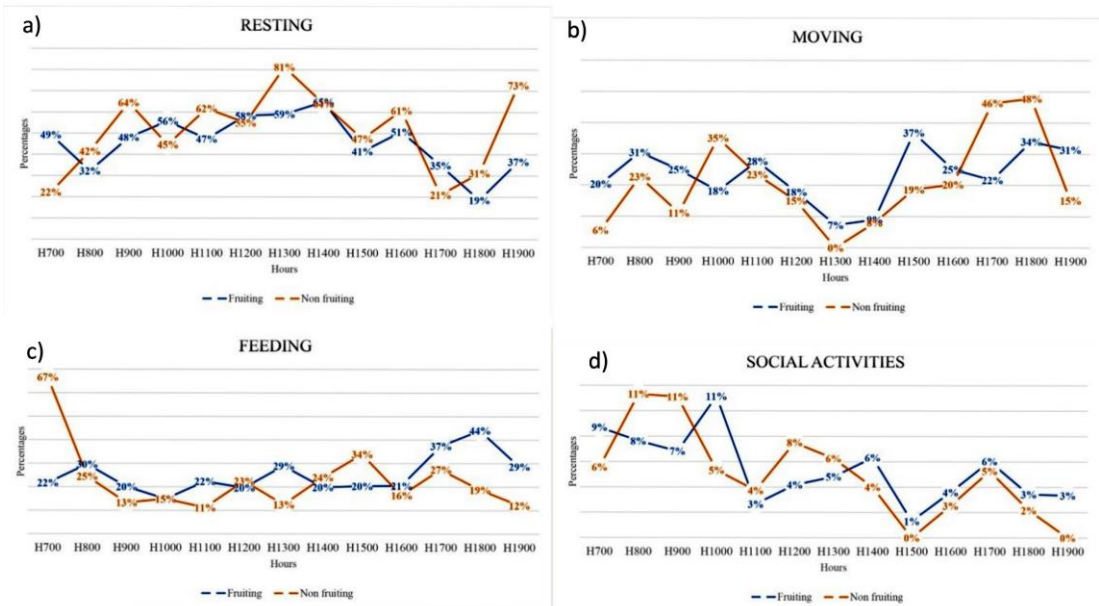 a)
RESTING
Percentages
49% 32% 48% 56% 47% 58% 59% 65% 41% 51% 35% 19% 37%
22% 42% 64% 45% 62% 55% 81% 47% 61% 21% 31% 73%
H700 H800 H900 H1000 H1100 H1200 H1300 H1400 H1500 H1600 H1700 H1800 H1900
Hours
Fruiting Non fruiting
b)
MOVING
Percentages
20% 31% 25% 18% 28% 18% 7% 9% 37% 25% 22% 34% 31%
6% 23% 11% 35% 23% 15% 0% 8% 19% 20% 46% 48% 15%
H700 H800 H900 H1000 H1100 H1200 H1300 H1400 H1500 H1600 H1700 H1800 H1900
Hours
Fruiting Non fruiting
c)
FEEDING
Percentages
22% 30% 20% 15% 22% 20% 29% 20% 20% 21% 37% 44% 29%
67% 25% 13% 11% 23% 13% 24% 34% 16% 27% 19% 12%
H700 H800 H900 H1000 H1100 H1200 H1300 H1400 H1500 H1600 H1700 H1800 H1900
Hours
Fruiting Non fruiting
d)
SOCIAL ACTIVITIES
Percentages
9% 8% 7% 11% 3% 4% 5% 6% 1% 4% 6% 3% 3%
6% 11% 11% 5% 4% 8% 6% 4% 0% 3% 5% 2% 0%
H700 H800 H900 H1000 H1100 H1200 H1300 H1400 H1500 H1600 H1700 H1800 H1900
Hours
Fruiting Non fruiting